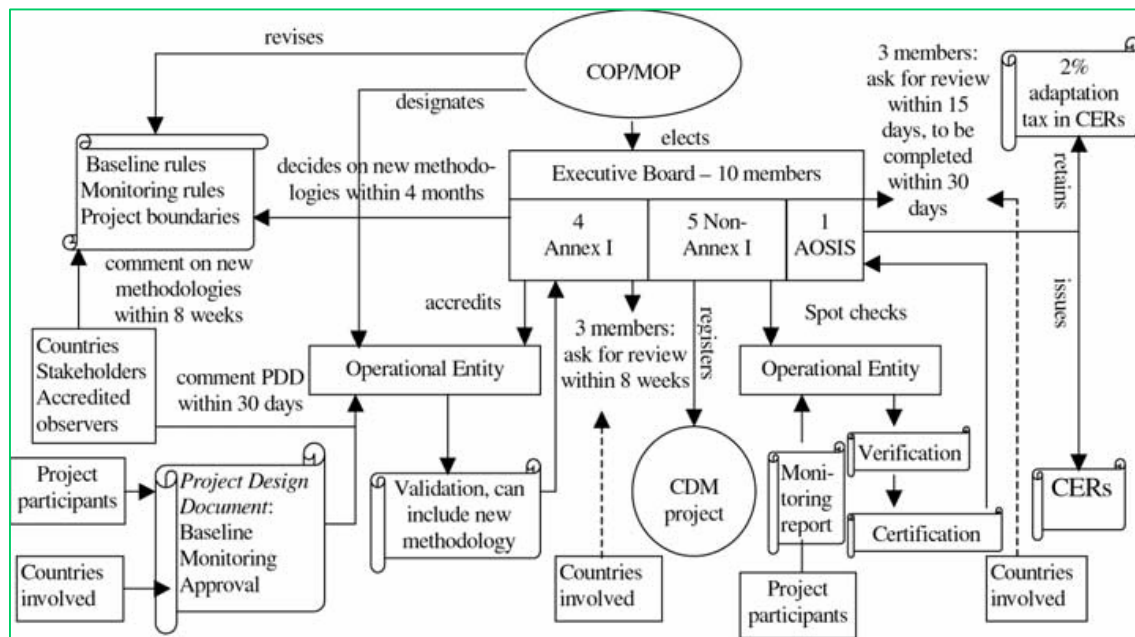 revises
COP/MOP
designates
elects
3 members:
ask for review
within 15
days, to be
completed
within 30
days
2%
adaptation
tax in CERs
retains
Baseline rules
Monitoring rules
Project boundaries
decides on new methodo-
logies within 4 months
Executive Board – 10 members
4
Annex I
5 Non-
Annex I
1
AOSIS
comment on new
methodologies
within 8 weeks
accredits
3 members:
ask for review
within 8 weeks
registers
Spot checks
issues
Countries
Stakeholders
Accredited
observers
comment PDD
within 30 days
Operational Entity
Operational Entity
Project
participants
Project Design
Document:
Baseline
Monitoring
Approval
Validation, can
include new
methodology
CDM
project
Moni-
toring
report
Verification
Certification
CERs
Countries
involved
Countries
involved
Project
participants
Countries
involved